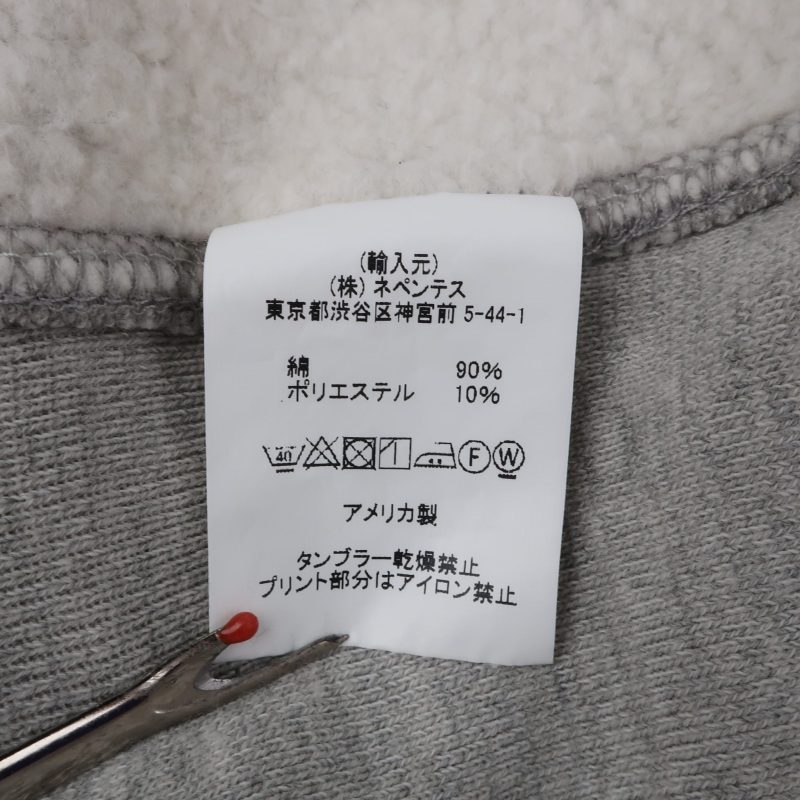 (輸入元)
(株)ネペンテス
東京都渋谷区神宮前 5-44-1
綿 90%
ポリエステル 10%
40 F W
アメリカ製
タンブラー乾燥禁止
プリント部分はアイロン禁止